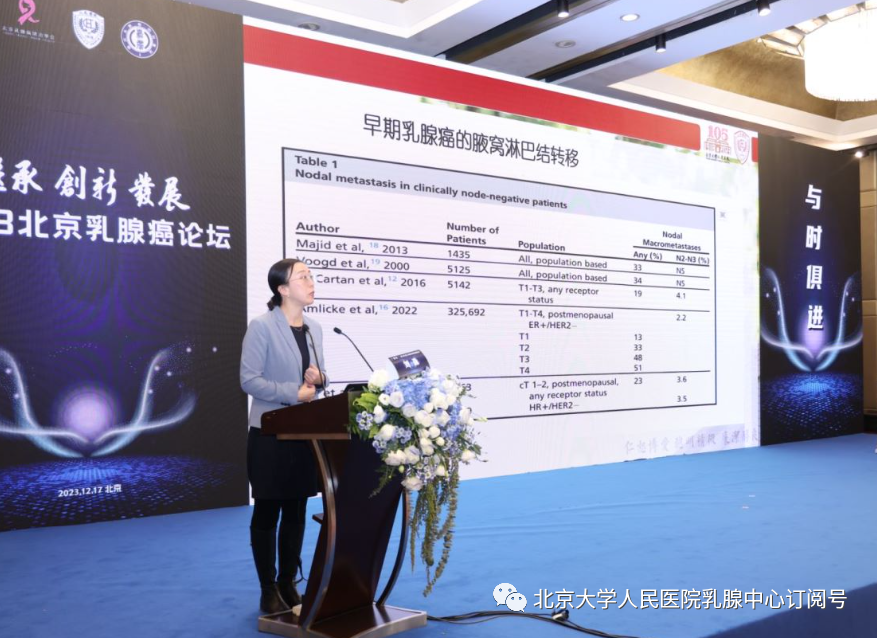 承 创新 发展
3北京乳腺癌论坛
2023.12.17 北京
早期乳腺癌的腋窝淋巴结转移
105
Table 1
Nodal metastasis in clinically node-negative patients
Author Number of Patients Population Nodal Macrometastases
Any (%) N2-N3 (%)
Majid et al, 18 2013 1435 All, population based 33 NS
Voogd et al, 19 2000 5125 All, population based 34 NS
Cartan et al, 12 2016 5142 T1-T3, any receptor status 19 4.1
mlicke et al, 16 2022 325,692 T1-T4, postmenopausal ER+/HER2− 2.2
T1 13
T2 33
T3 48
T4 51
cT 1–2, postmenopausal, any receptor status 23 3.6
HR+/HER2− 3.5
与时俱进
北京大学人民医院乳腺中心订阅号